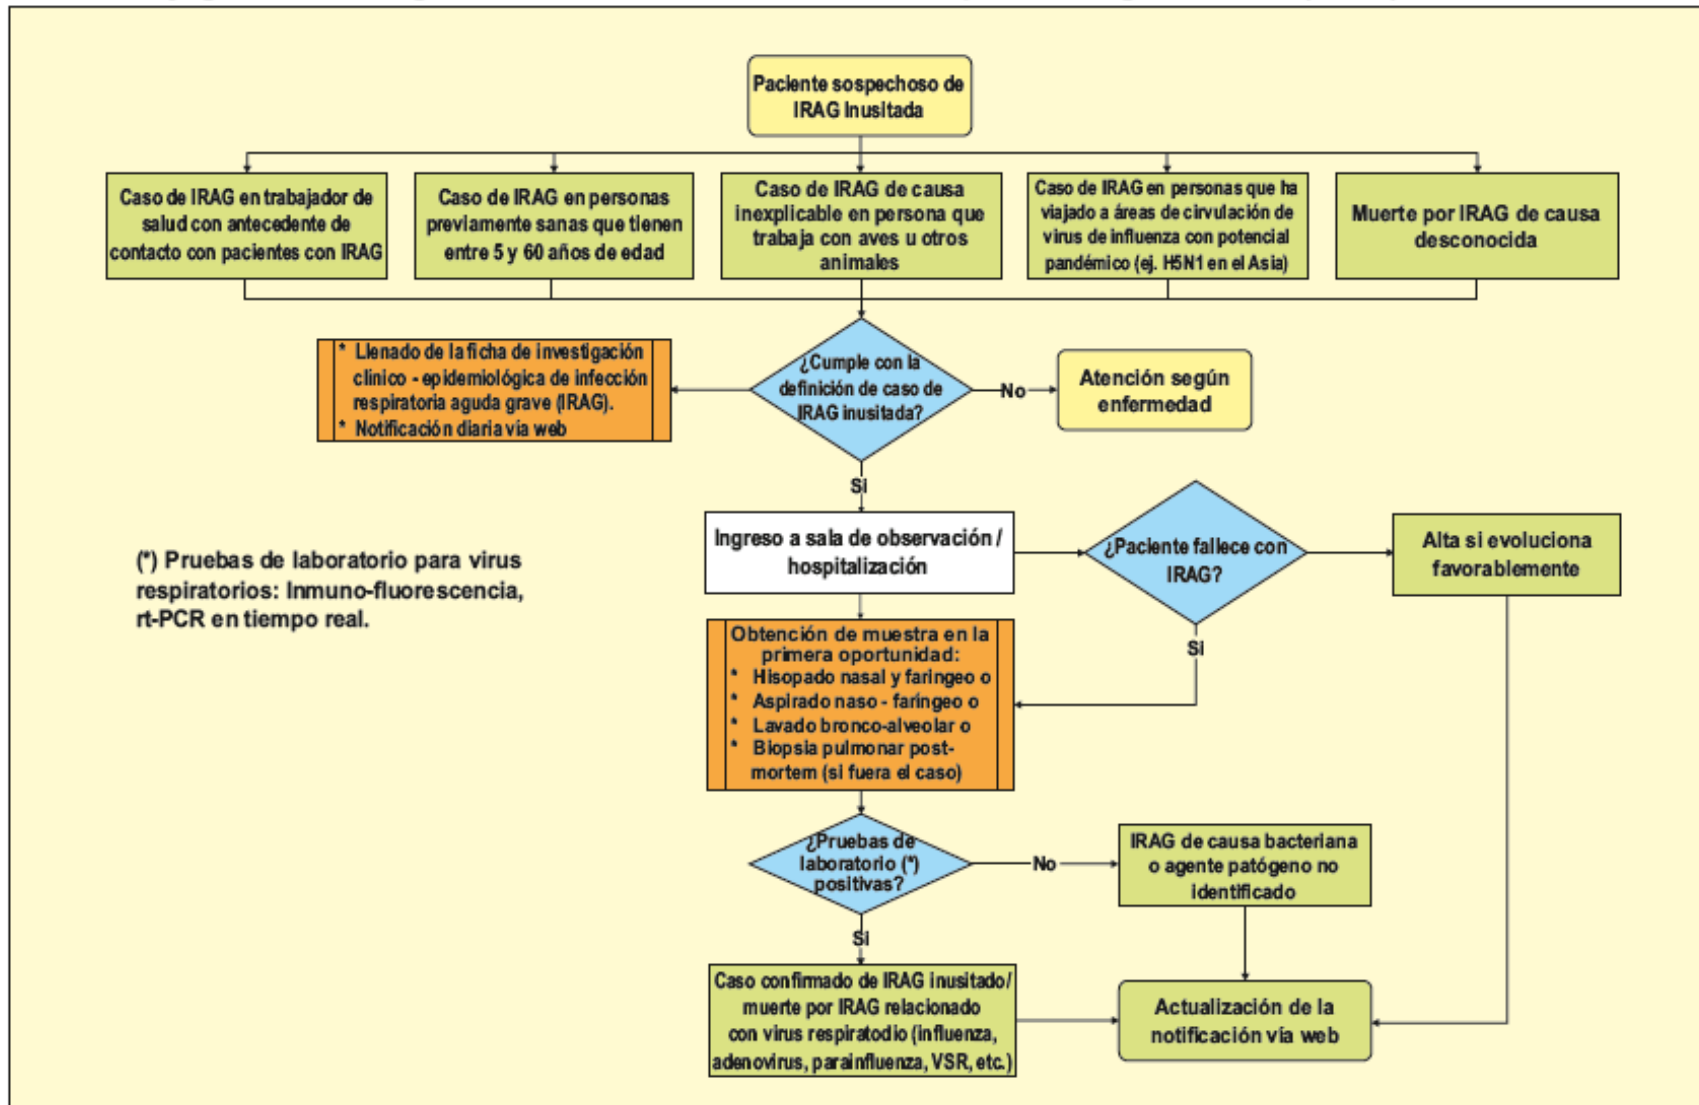 Paciente sospechoso de
IRAG Inusitada
Caso de IRAG en trabajador de
salud con antecedente de
contacto con pacientes con IRAG
Caso de IRAG en personas
previamente sanas que tienen
entre 5 y 60 años de edad
Caso de IRAG de causa
inexplicable en persona que
trabaja con aves u otros
animales
Caso de IRAG en personas que ha
viajado a áreas de cirvulación de
virus de influenza con potencial
pandémico (ej. H5N1 en el Asia)
Muerte por IRAG de causa
desconocida
* Llenado de la ficha de investigación
clínico - epidemiológica de infección
respiratoria aguda grave (IRAG).
* Notificación diaria vía web
¿Cumple con la
definición de caso de
IRAG inusitada?
No
Atención según
enfermedad
Si
Ingreso a sala de observación /
hospitalización
¿Paciente fallece con
IRAG?
Alta si evoluciona
favorablemente
(*) Pruebas de laboratorio para virus
respiratorios: Inmuno-fluorescencia,
rt-PCR en tiempo real.
Si
Obtención de muestra en la
primera oportunidad:
* Hisopado nasal y faringeo o
* Aspirado naso - faríngeo o
* Lavado bronco-alveolar o
* Biopsia pulmonar post-
mortem (si fuera el caso)
¿Pruebas de
laboratorio (*)
positivas?
No
IRAG de causa bacteriana
o agente patógeno no
identificado
Si
Caso confirmado de IRAG inusitado/
muerte por IRAG relacionado
con virus respiratodio (influenza,
adenovirus, parainfluenza, VSR, etc.)
Actualización de la
notificación vía web